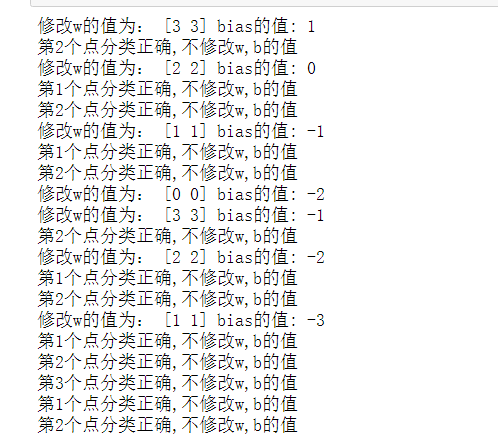 修改w的值为: [3 3] bias的值: 1
第2个点分类正确,不修改w,b的值
修改w的值为: [2 2] bias的值: 0
第1个点分类正确,不修改w,b的值
第2个点分类正确,不修改w,b的值
修改w的值为: [1 1] bias的值: -1
第1个点分类正确,不修改w,b的值
第2个点分类正确,不修改w,b的值
修改w的值为: [0 0] bias的值: -2
修改w的值为: [3 3] bias的值: -1
第2个点分类正确,不修改w,b的值
修改w的值为: [2 2] bias的值: -2
第1个点分类正确,不修改w,b的值
第2个点分类正确,不修改w,b的值
修改w的值为: [1 1] bias的值: -3
第1个点分类正确,不修改w,b的值
第2个点分类正确,不修改w,b的值
第3个点分类正确,不修改w,b的值
第1个点分类正确,不修改w,b的值
第2个点分类正确,不修改w,b的值